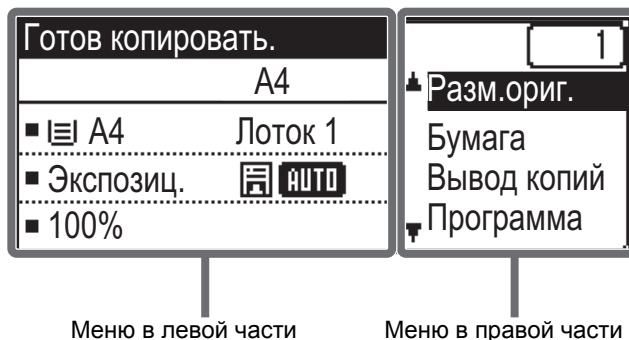 Готов копировать.
A4
A4 Лоток 1
Экспозиц. AUTO
100%
1
Разм.ориг.
Бумага
Вывод копий
Программа
Меню в левой части
Меню в правой части